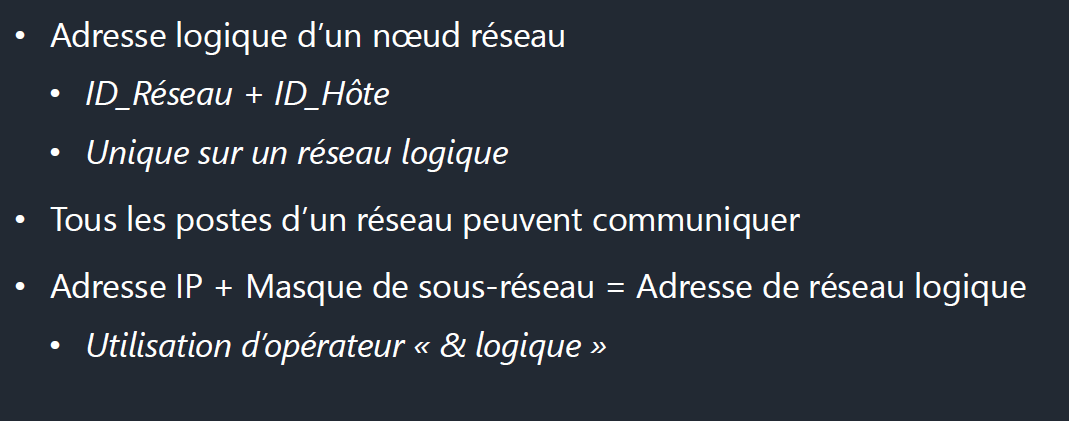 • Adresse logique d’un nœud réseau
• ID_Réseau + ID_Hôte
• Unique sur un réseau logique
• Tous les postes d’un réseau peuvent communiquer
• Adresse IP + Masque de sous-réseau = Adresse de réseau logique
• Utilisation d’opérateur « & logique »